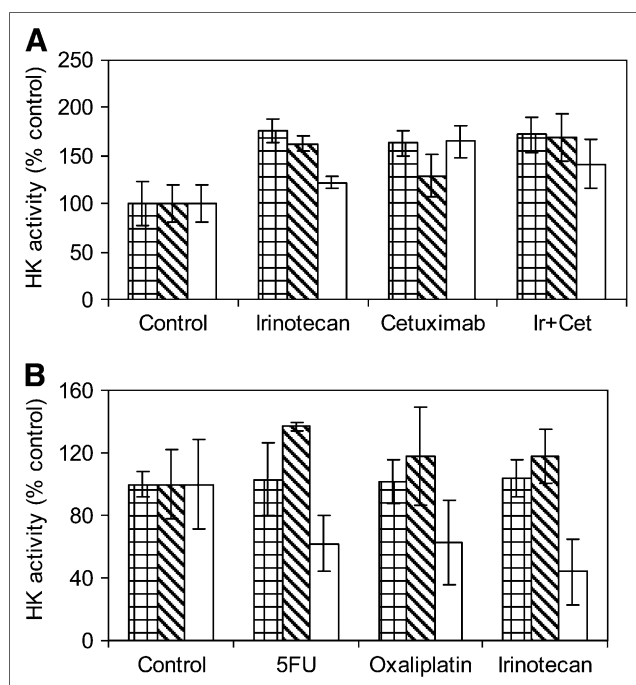 A
HK activity (% control)
250
200
150
100
50
0
Control Irinotecan Cetuximab Ir+Cet
B
HK activity (% control)
160
120
80
40
0
Control 5FU Oxaliplatin Irinotecan